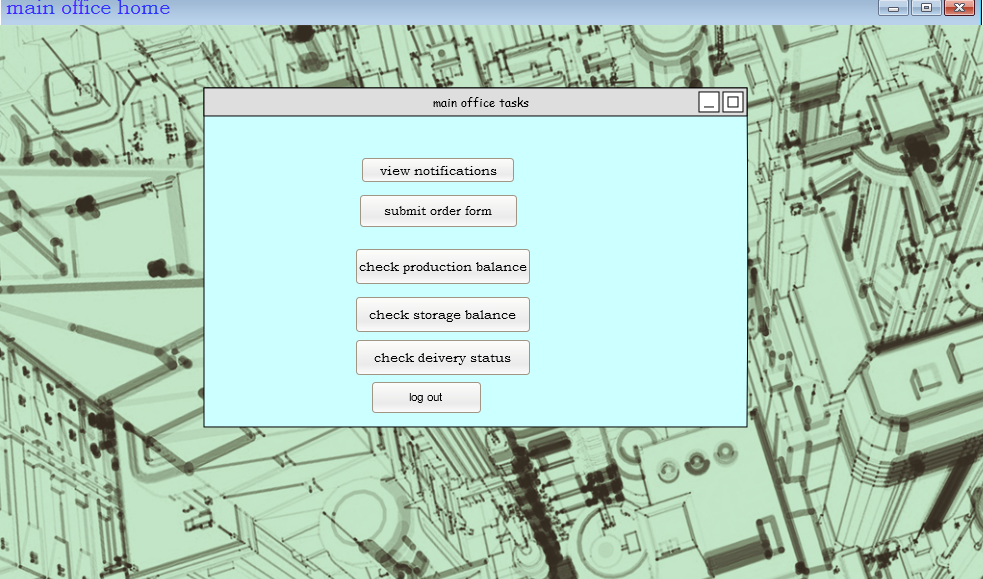 main office home
main office tasks
view notifications
submit order form
check production balance
check storage balance
check deivery status
log out